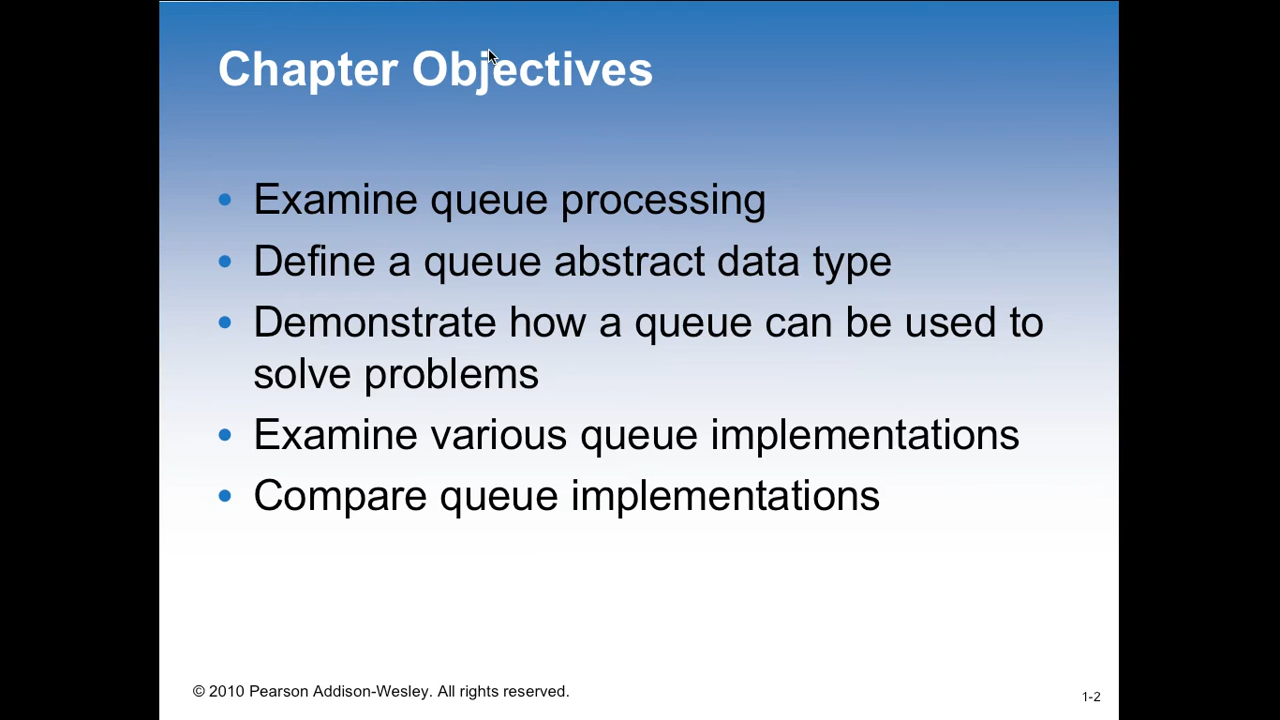 Chapter Objectives
• Examine queue processing
• Define a queue abstract data type
• Demonstrate how a queue can be used to
solve problems
• Examine various queue implementations
• Compare queue implementations
© 2010 Pearson Addison-Wesley. All rights reserved.
1-2